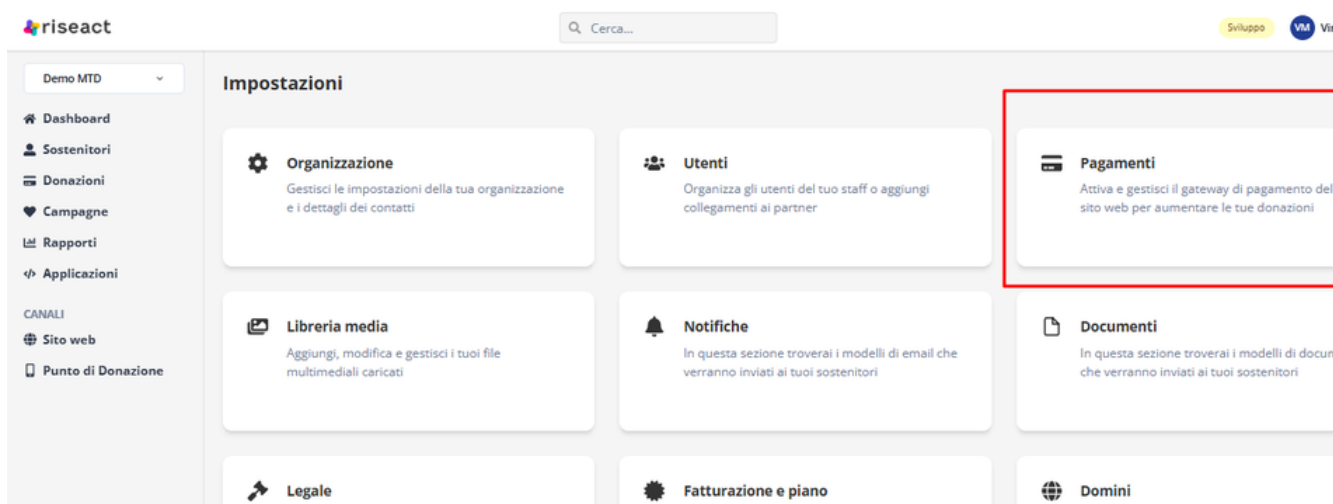 riseact
Cerca...
Sviluppo
VM
Demo MTD
Impostazioni
Dashboard
Sostenitori
Donazioni
Campagne
Rapporti
Applicazioni
CANALI
Sito web
Punto di Donazione
Organizzazione
Gestisci le impostazioni della tua organizzazione
e i dettagli dei contatti
Utenti
Organizza gli utenti del tuo staff o aggiungi
collegamenti ai partner
Pagamenti
Attiva e gestisci il gateway di pagamento del
sito web per aumentare le tue donazioni
Libreria media
Aggiungi, modifica e gestisci i tuoi file
multimediali caricati
Notifiche
In questa sezione troverai i modelli di email che
verranno inviati ai tuoi sostenitori
Documenti
In questa sezione troverai i modelli di
che verranno inviati ai tuoi sostenitori
Legale
Fatturazione e piano
Domini